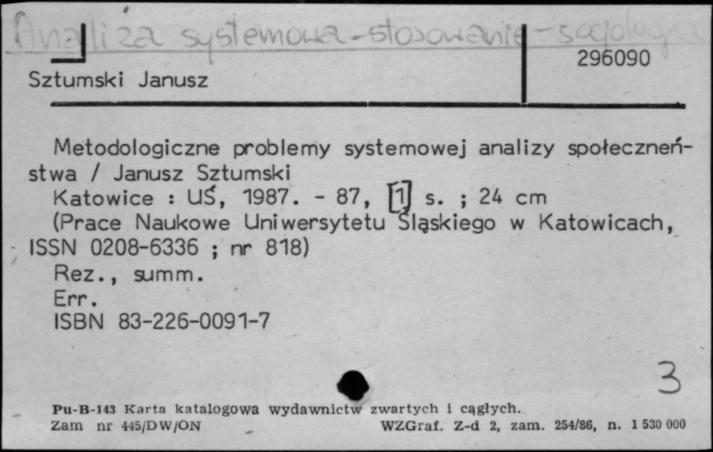 Analiza systemowa - stosowanie - socjologia
296090
Sztumski Janusz
Metodologiczne problemy systemowej analizy społeczeń-
stwa / Janusz Sztumski
Katowice : UŚ, 1987. - 87, [1] s. ; 24 cm
(Prace Naukowe Uniwersytetu Śląskiego w Katowicach,
ISSN 0208-6336 ; nr 818)
Rez., summ.
Err.
ISBN 83-226-0091-7
3
Pu-B-143 Karta katalogowa wydawnictw zwartych i ciągłych.
Zam nr 445/DW/ON WZGraf. Z-d 2, zam. 254/86, n. 1 530 000